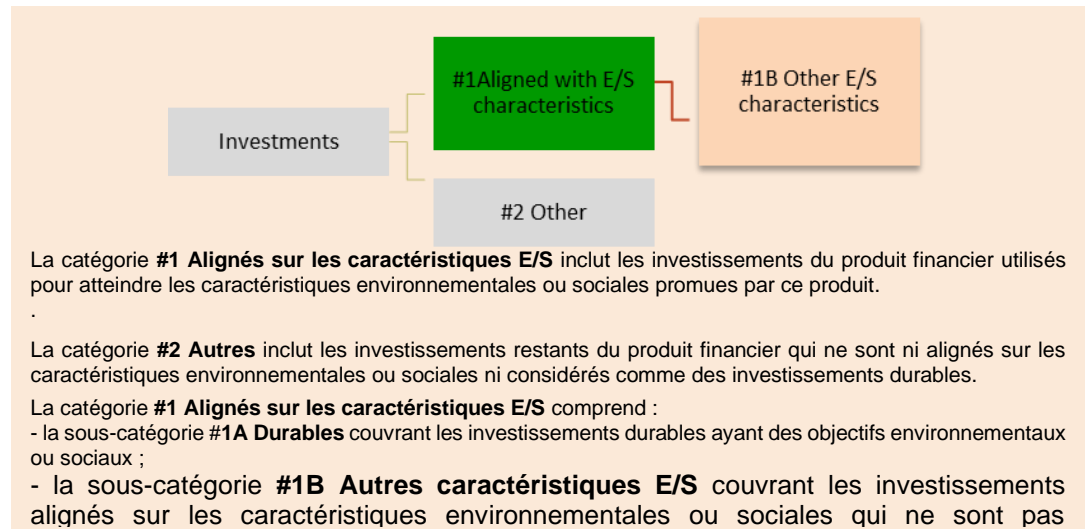 #1Aligned with E/S
characteristics
#1B Other E/S
characteristics
Investments
#2 Other
La catégorie #1 Alignés sur les caractéristiques E/S inclut les investissements du produit financier utilisés
pour atteindre les caractéristiques environnementales ou sociales promues par ce produit.
.
La catégorie #2 Autres inclut les investissements restants du produit financier qui ne sont ni alignés sur les
caractéristiques environnementales ou sociales ni considérés comme des investissements durables.
La catégorie #1 Alignés sur les caractéristiques E/S comprend :
- la sous-catégorie #1A Durables couvrant les investissements durables ayant des objectifs environnementaux
ou sociaux ;
- la sous-catégorie #1B Autres caractéristiques E/S couvrant les investissements
alignés sur les caractéristiques environnementales ou sociales qui ne sont pas